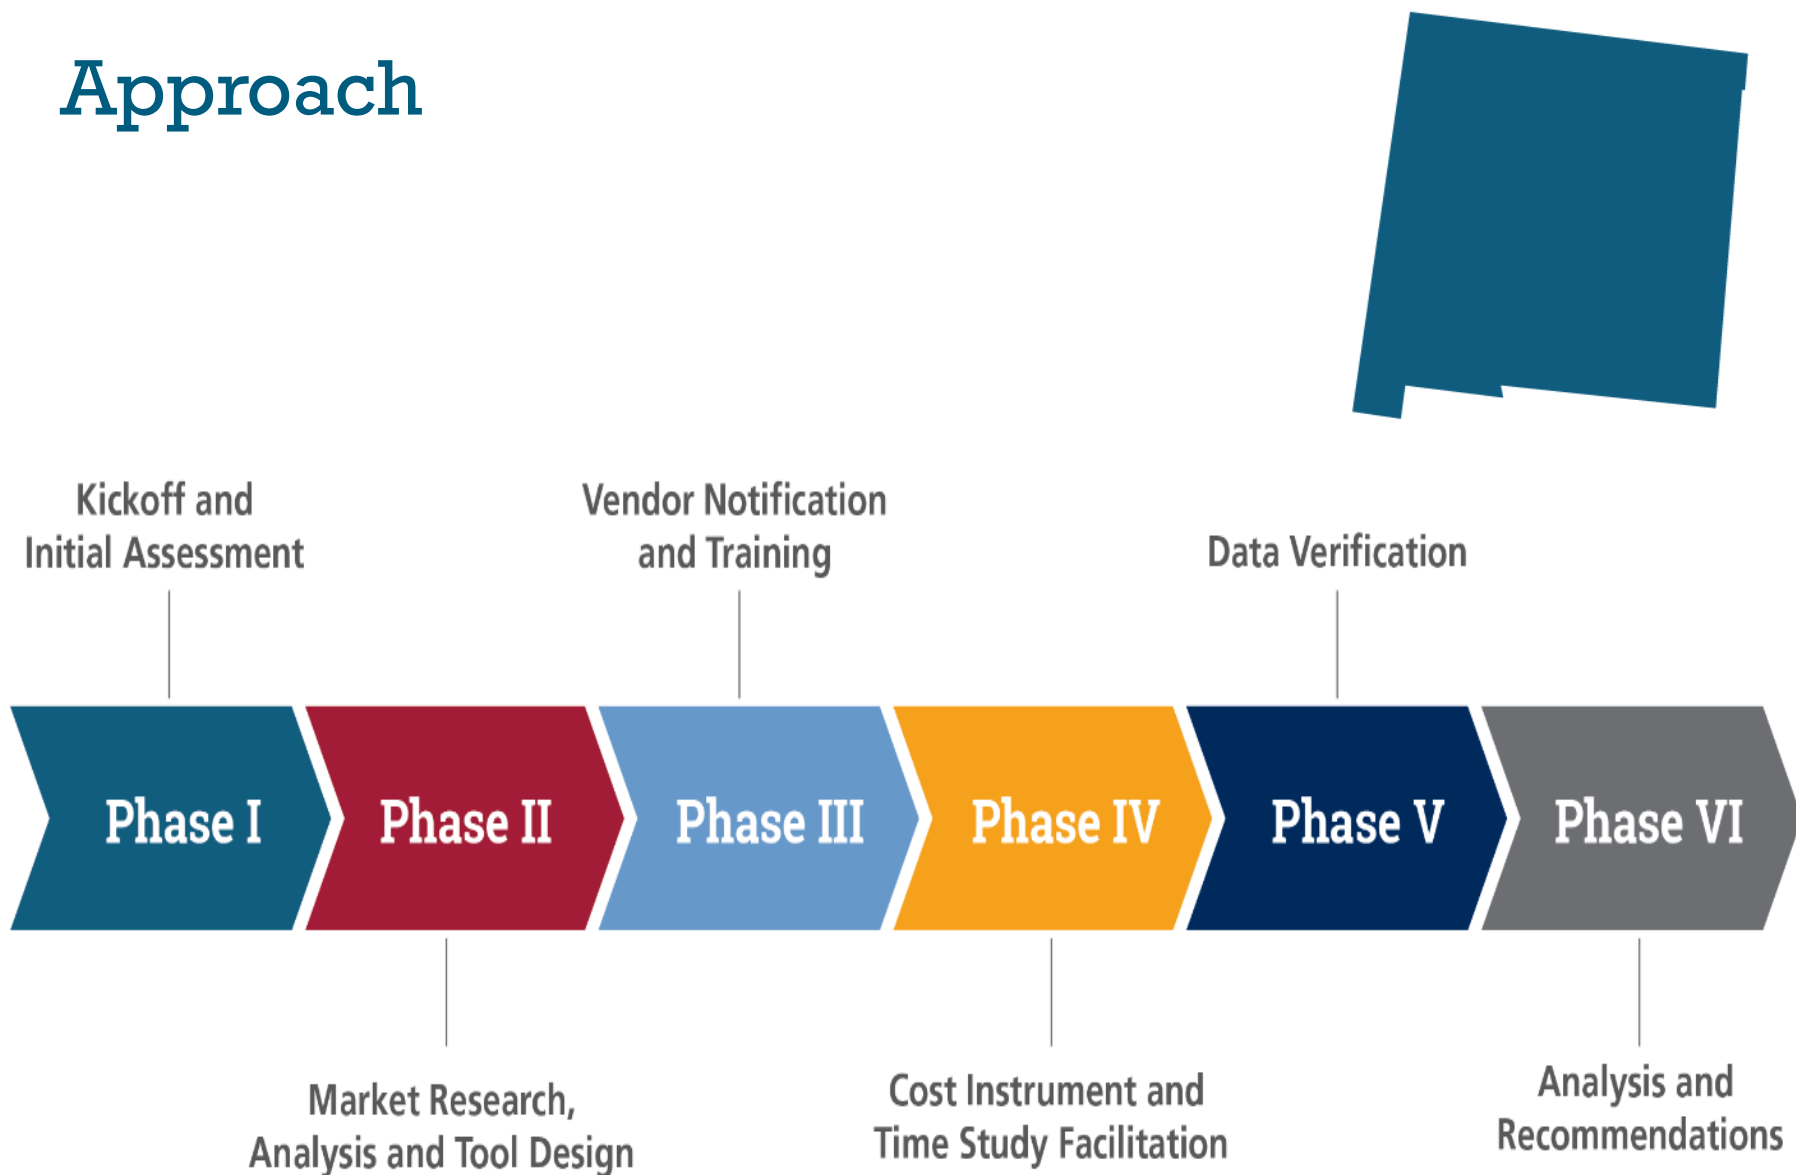 Approach
Kickoff and
Initial Assessment
Vendor Notification
and Training
Data Verification
Phase I
Phase II
Phase III
Phase IV
Phase V
Phase VI
Market Research,
Analysis and Tool Design
Cost Instrument and
Time Study Facilitation
Analysis and
Recommendations